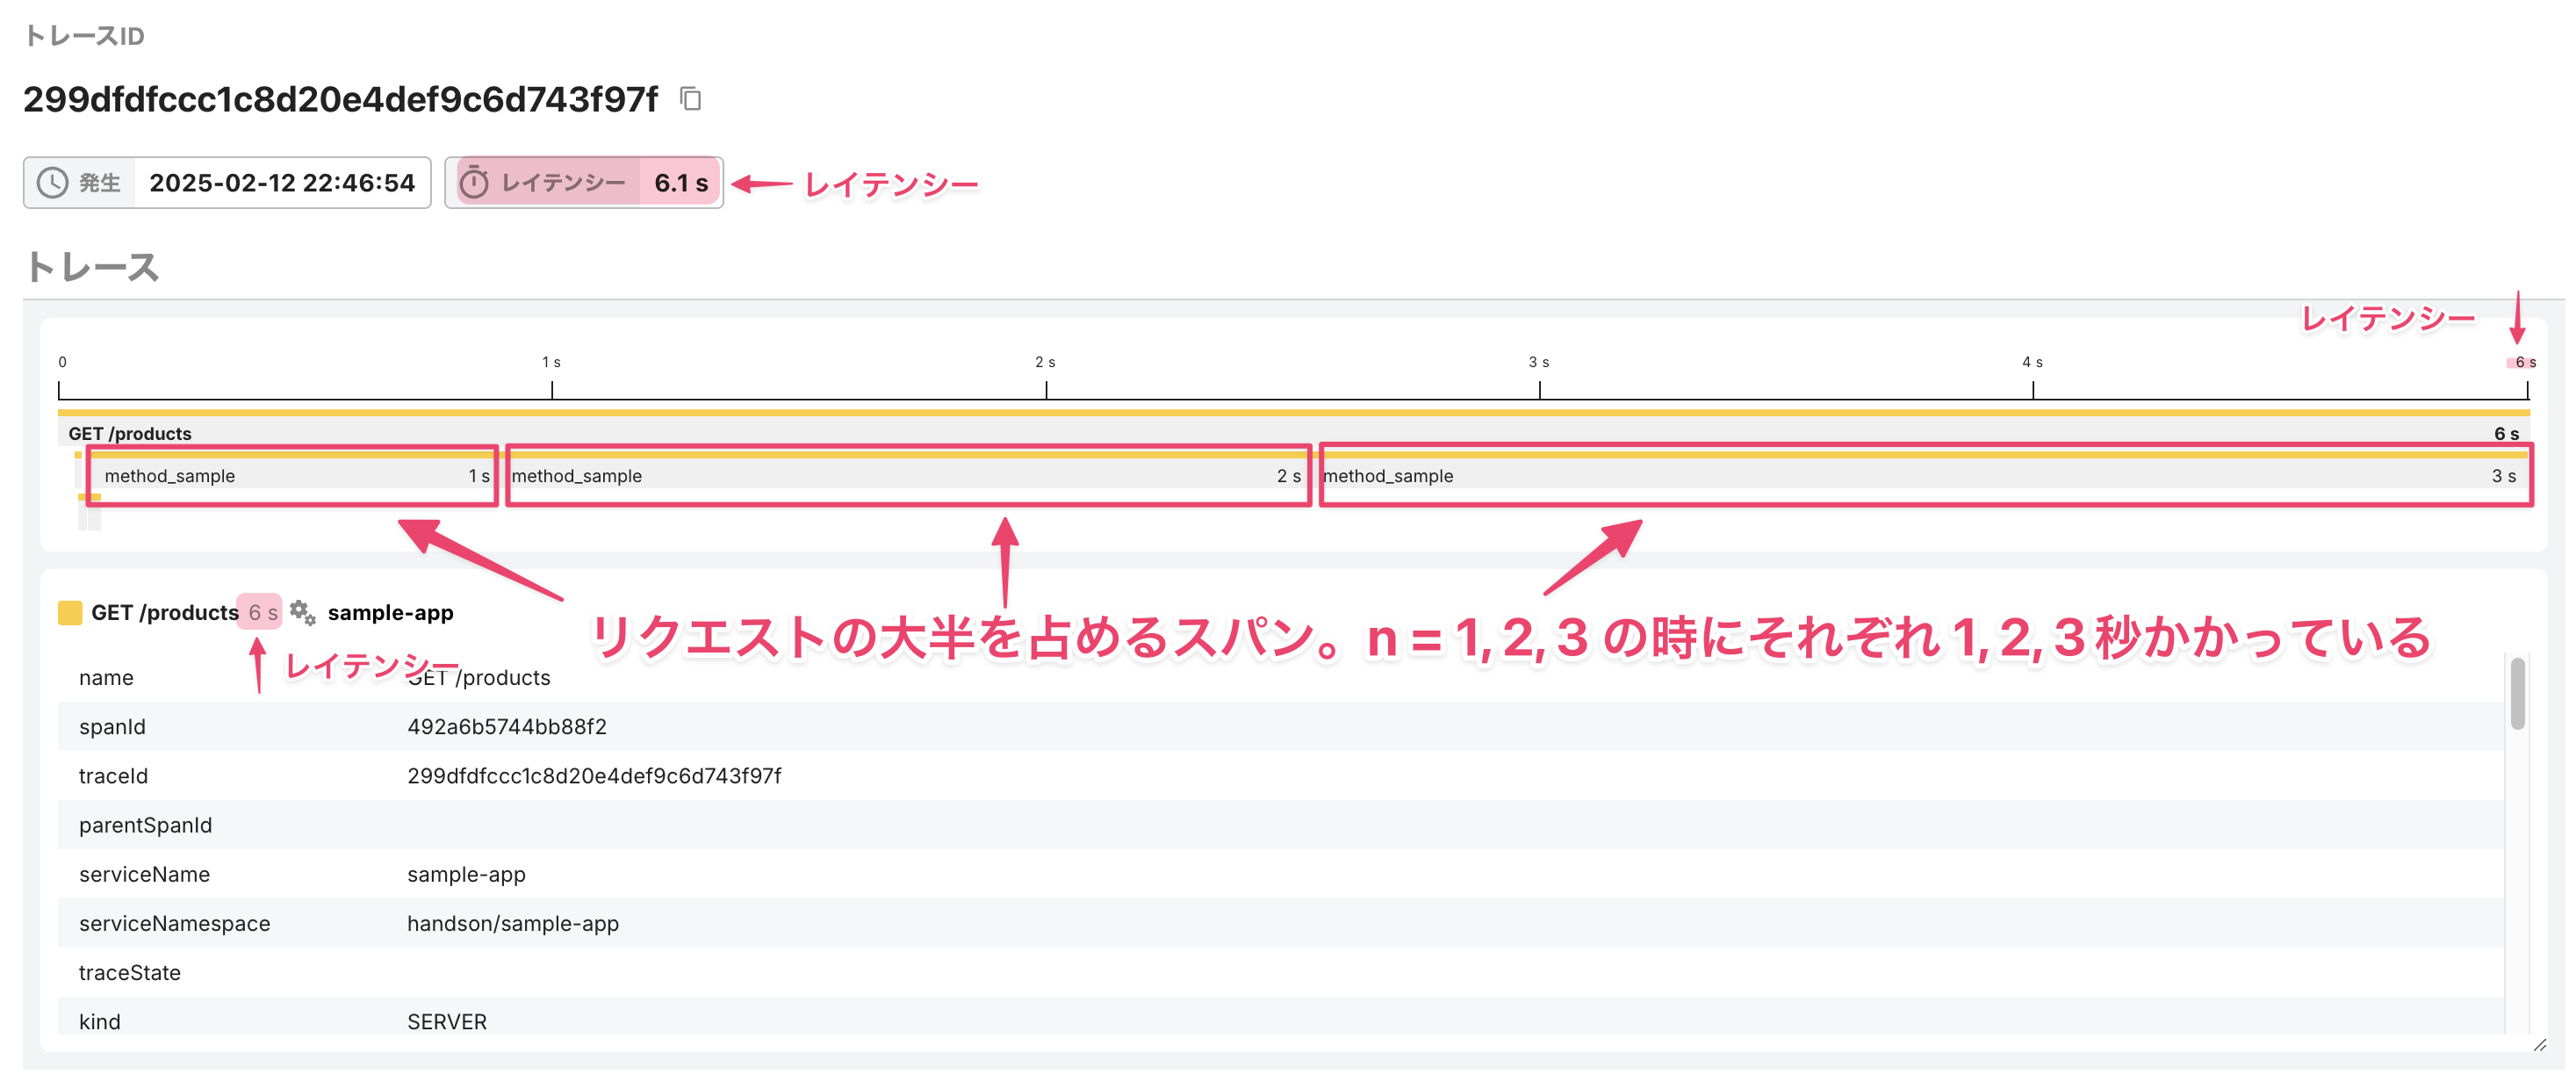 トレースID
299dfdfccc1c8d20e4def9c6d743f97f
発生 2025-02-12 22:46:54 レイテンシー 6.1 s レイテンシー
トレース
レイテンシー
0 1 s 2 s 3 s 4 s 6 s
GET /products 6 s
method_sample 1 s method_sample 2 s method_sample 3 s
GET /products 6 s sample-app
リクエストの大半を占めるスパン。n = 1, 2, 3 の時にそれぞれ 1, 2, 3 秒かかっている
レイテンシー
name GET /products
spanId 492a6b5744bb88f2
traceId 299dfdfccc1c8d20e4def9c6d743f97f
parentSpanId
serviceName sample-app
serviceNamespace handson/sample-app
traceState
kind SERVER